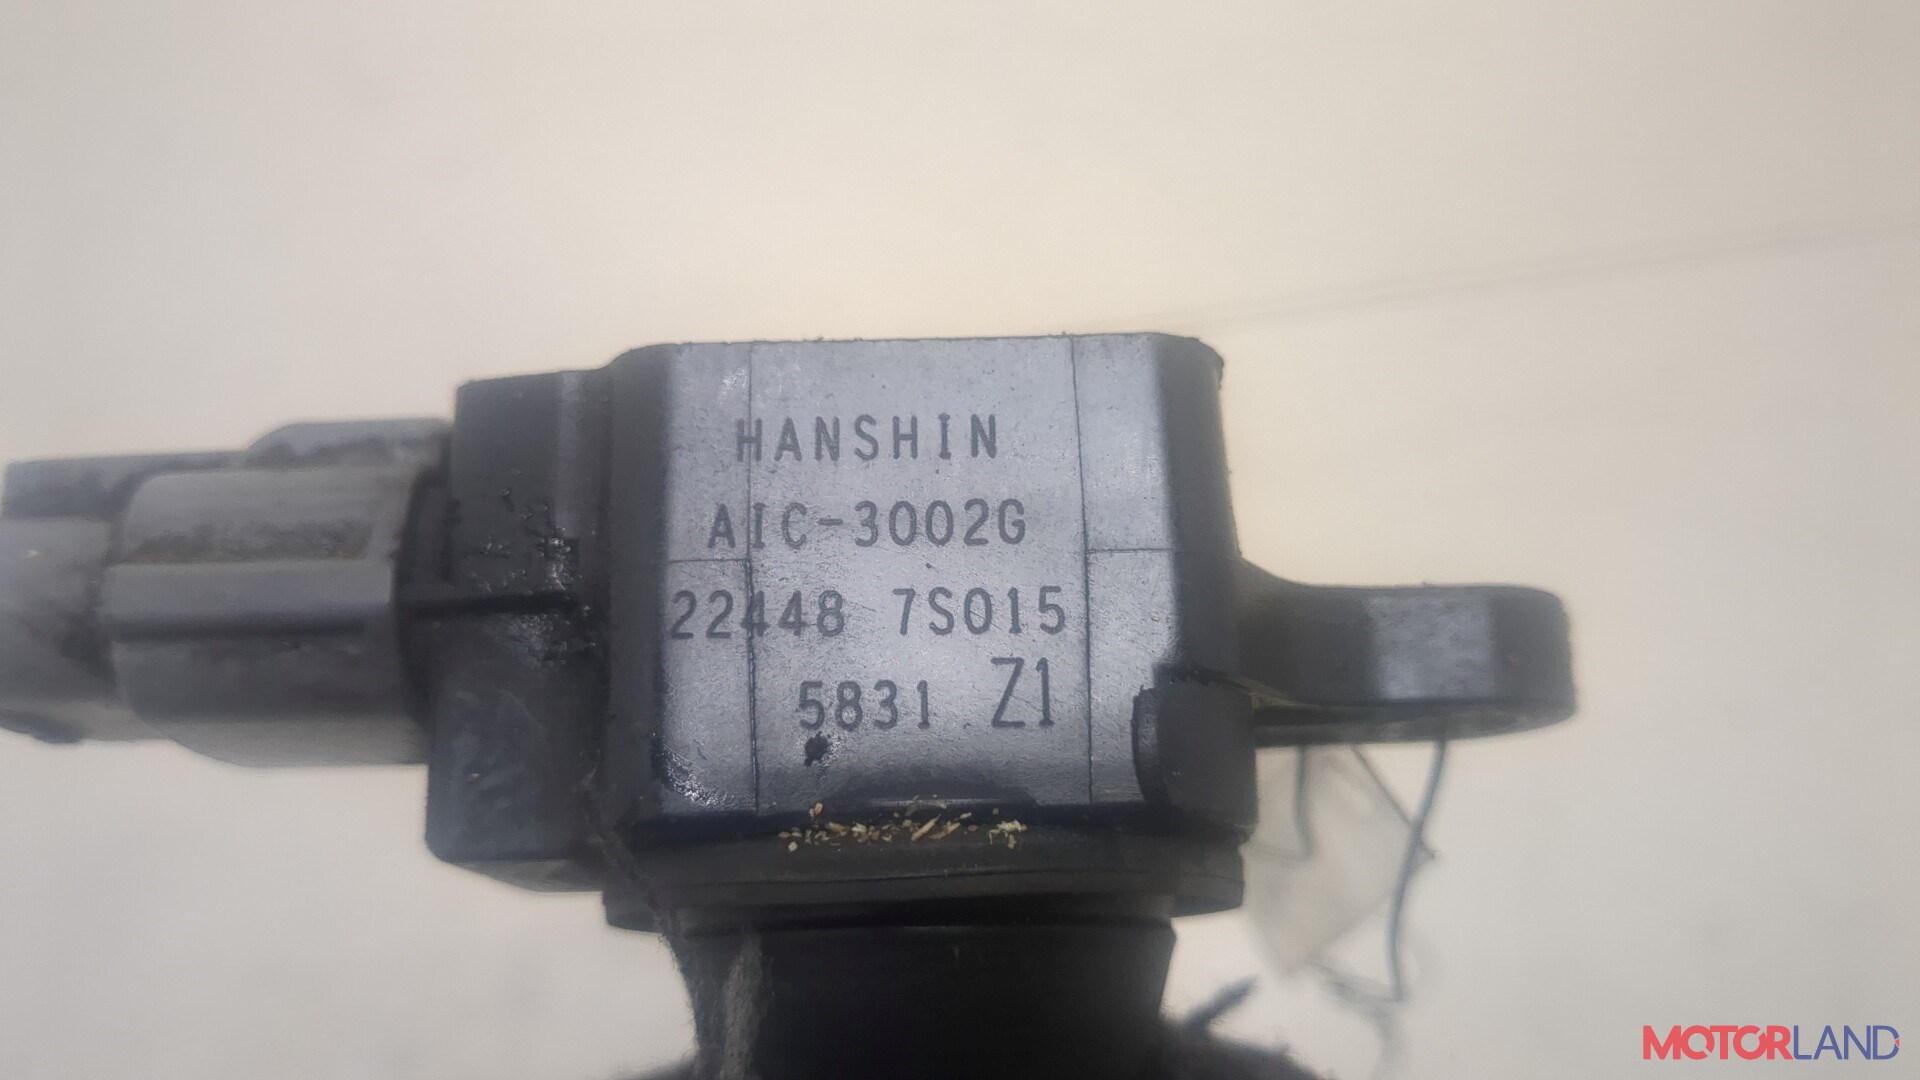 HANSHIN
AIC-3002G
22448 7S015
5831 Z1
MOTORLAND